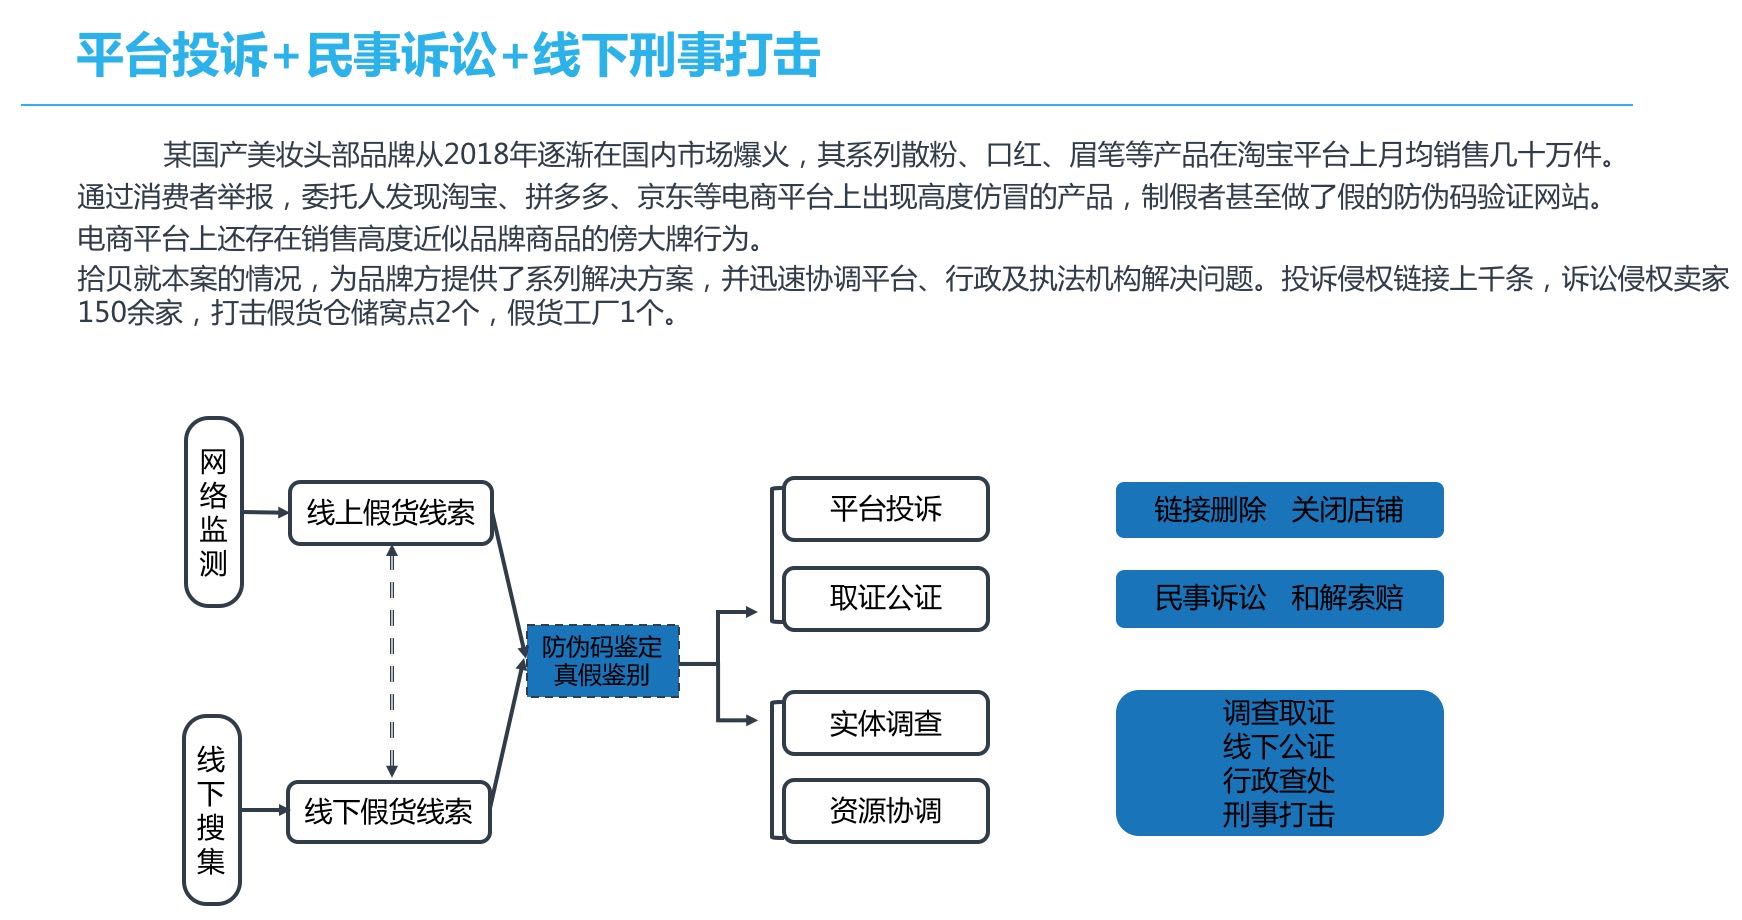 平台投诉+民事诉讼+线下刑事打击
某国产美妆头部品牌从2018年逐渐在国内市场爆火，其系列散粉、口红、眉笔等产品在淘宝平台上月均销售几十万件。
通过消费者举报，委托人发现淘宝、拼多多、京东等电商平台上出现高度仿冒的产品，制假者甚至做了假的防伪码验证网站。
电商平台上还存在销售高度近似品牌商品的傍大牌行为。
拾贝就本案的情况，为品牌方提供了系列解决方案，并迅速协调平台、行政及执法机构解决问题。投诉侵权链接上千条，诉讼侵权卖家
150余家，打击假货仓储窝点2个，假货工厂1个。
网络监测
线上假货线索
线下搜集
线下假货线索
防伪码鉴定
真假鉴别
平台投诉
取证公证
实体调查
资源协调
链接删除 关闭店铺
民事诉讼 和解索赔
调查取证
线下公证
行政查处
刑事打击